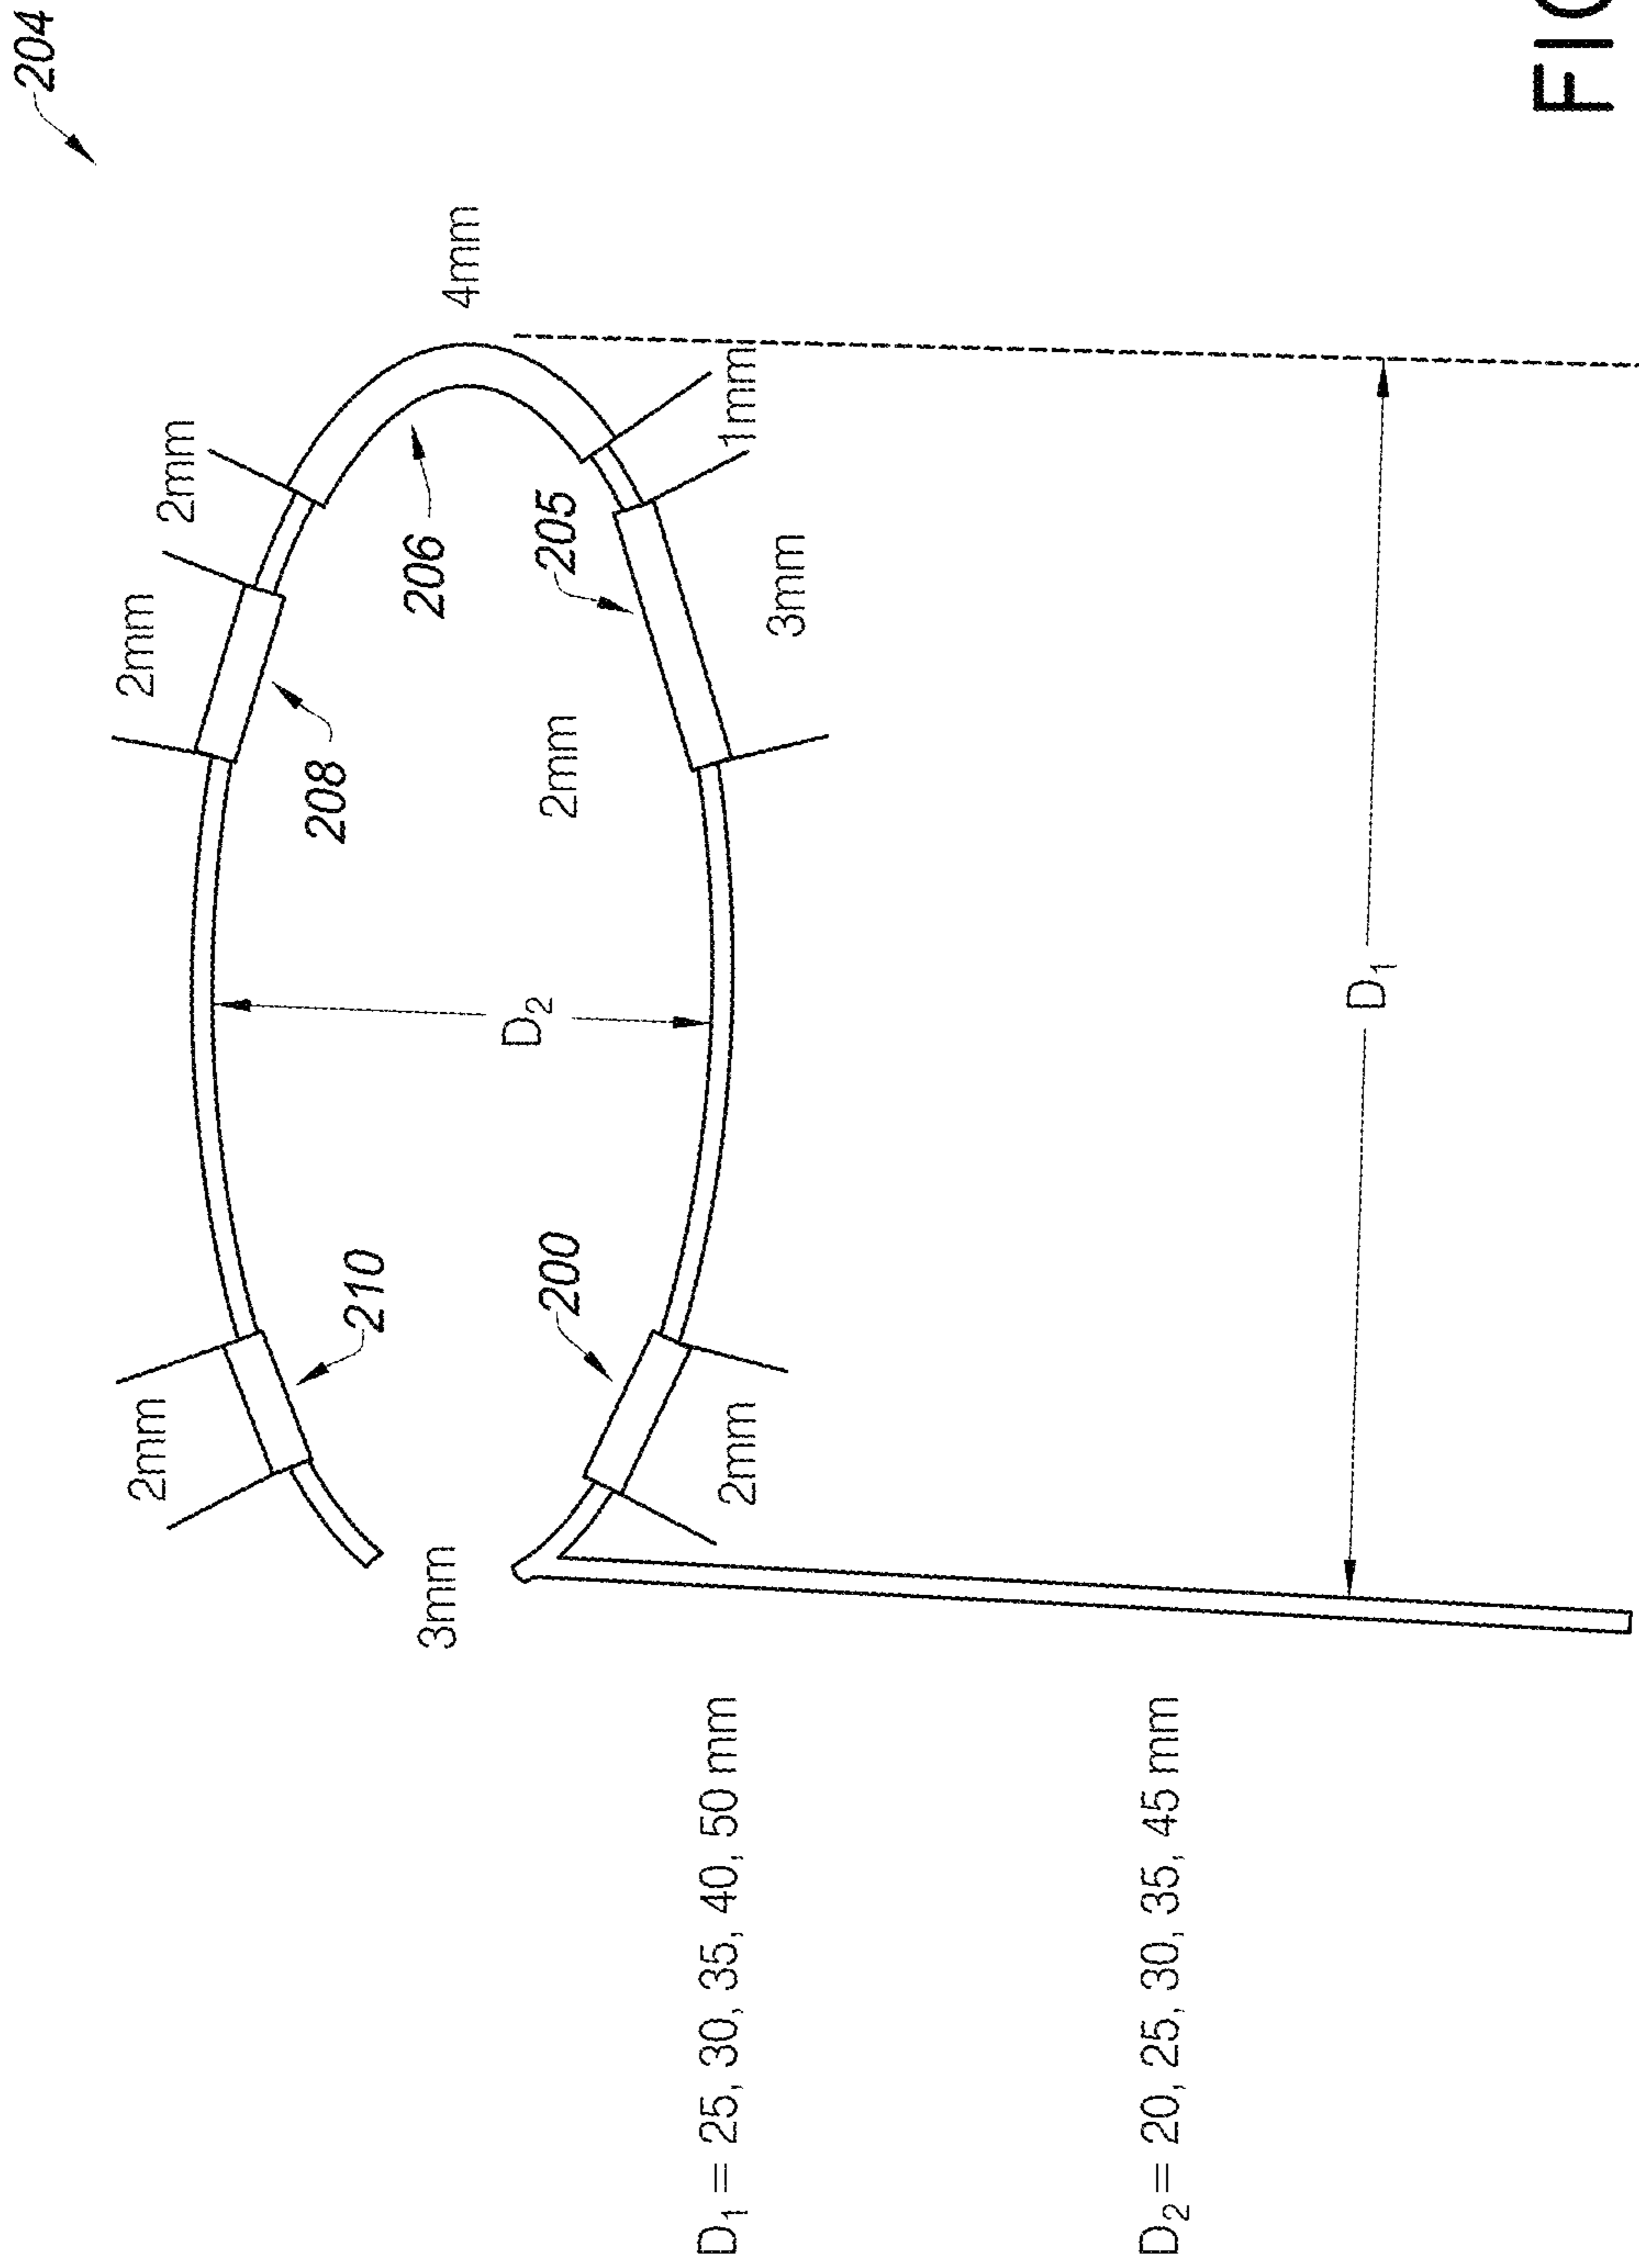 204
2mm
2mm
2mm
210
208
3mm
206
4mm
200
D2
2mm
205
2mm
1mm
3mm
D1 = 25, 30, 35, 40, 50 mm
D2 = 20, 25, 30, 35, 45 mm
D1
FIG